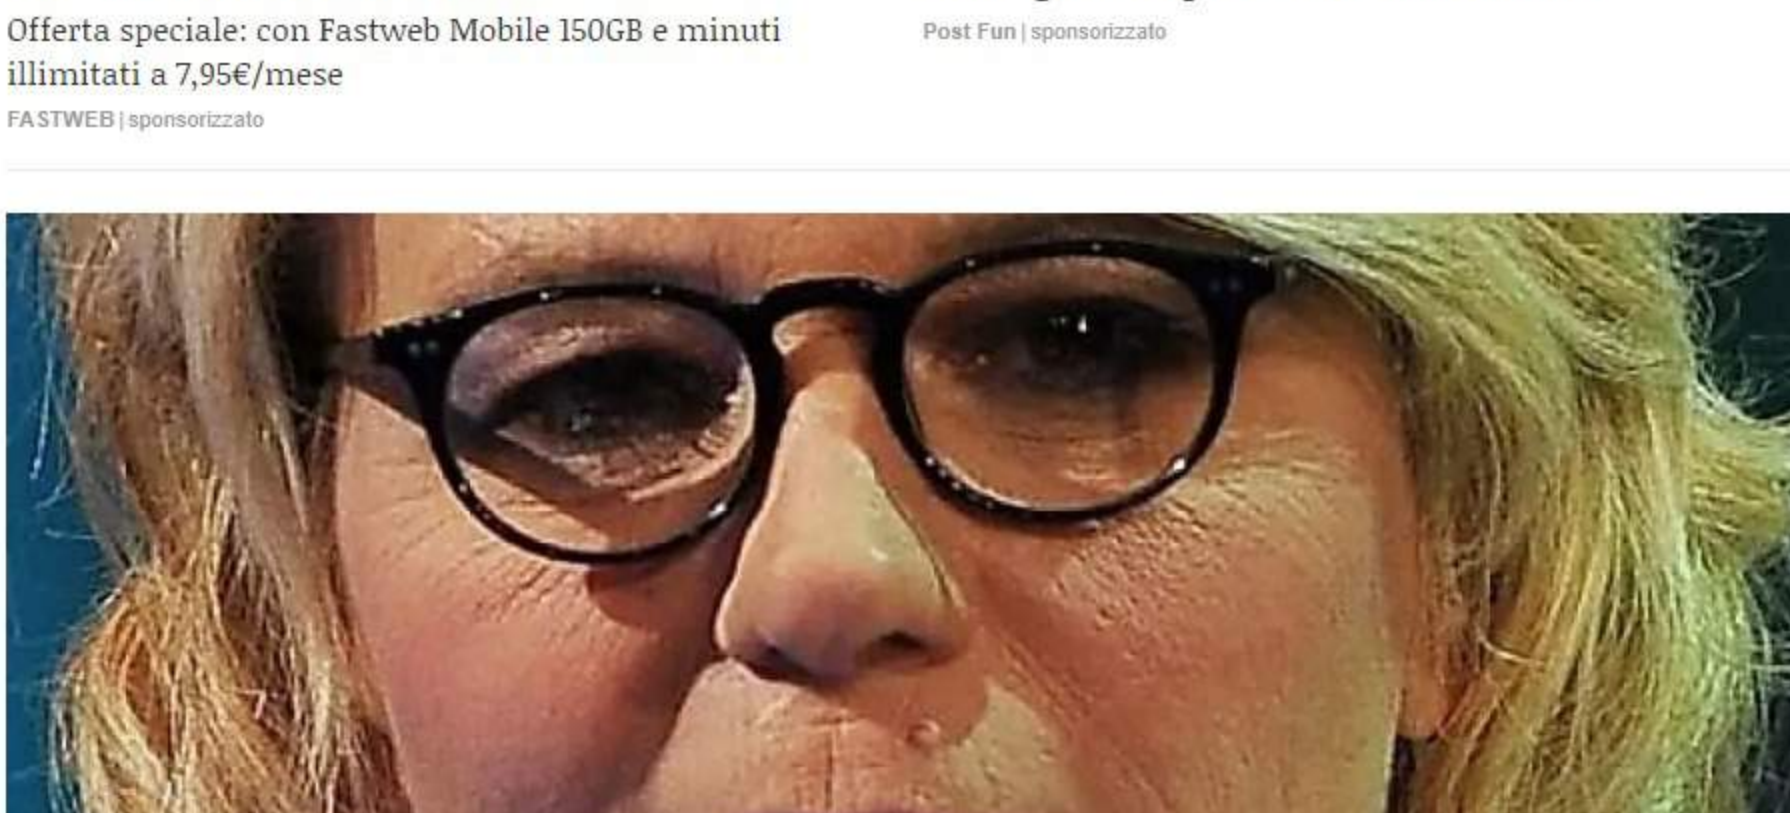 Offerta speciale: con Fastweb Mobile 150GB e minuti
illimitati a 7,95€/mese
FASTWEB | sponsorizzato
Post Fun | sponsorizzato